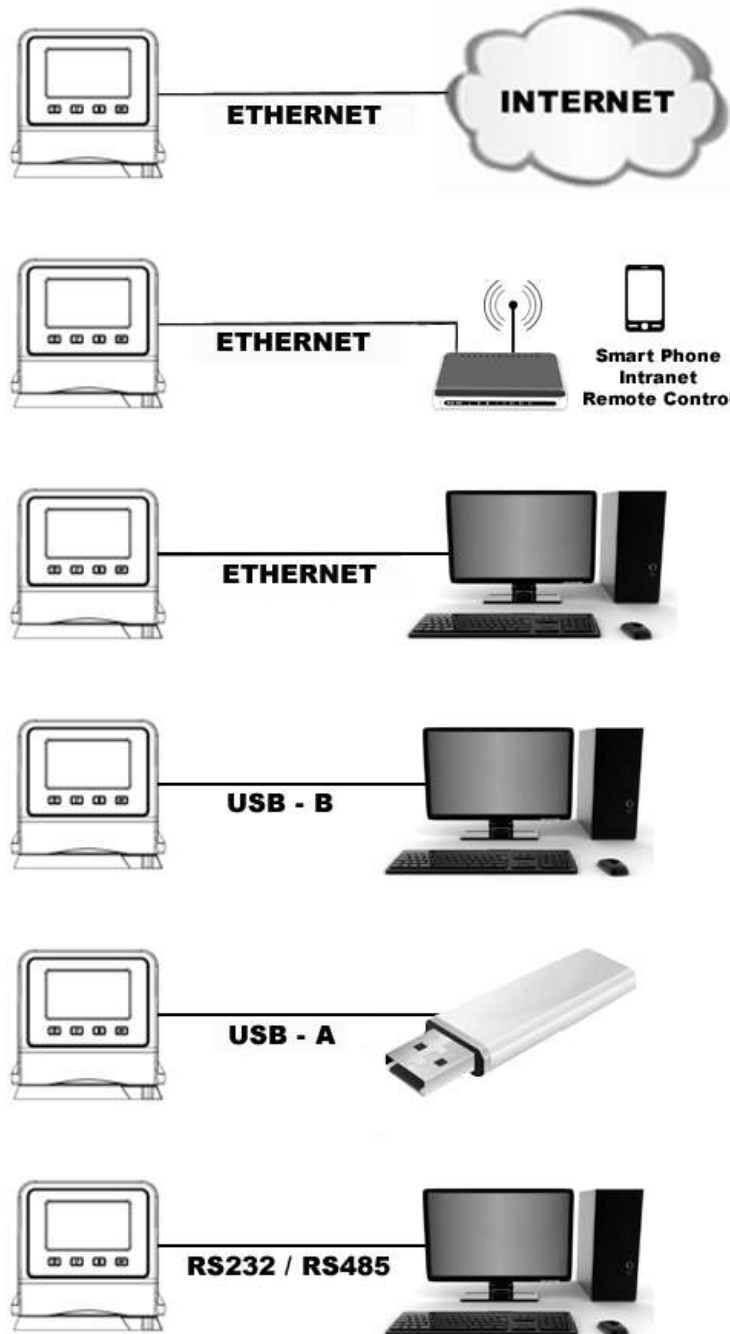 ETHERNET
INTERNET
ETHERNET
Smart Phone
Intranet
Remote Control
ETHERNET
USB - B
USB - A
RS232 / RS485